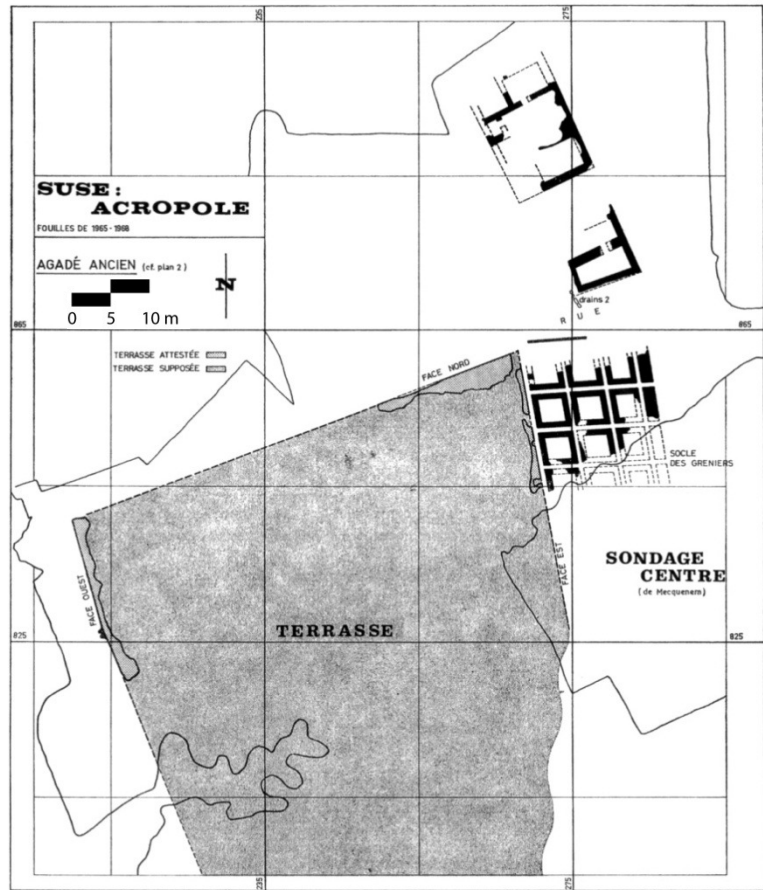 235
275
SUSE :
ACROPOLE
FOUILLES DE 1965-1968
AGADÉ ANCIEN (cf. plan 2)
N
0 5 10 m
drains 2
RUE
865
865
TERRASSE ATTESTÉE
TERRASSE SUPPOSÉE
FACE NORD
SOCLE
DES GRENIERS
SONDAGE
CENTRE
(de Mecquenem)
FACE EST
FACE OUEST
TERRASSE
825
825
235
275